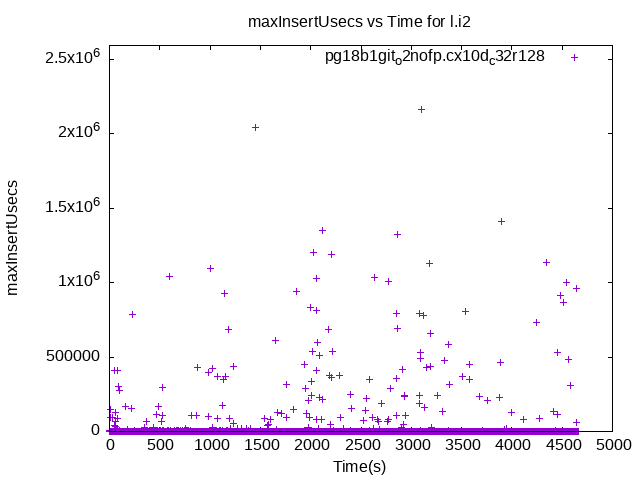 maxInsertUsecs vs Time for l.i2
pg18b1git_o2nofp.cx10d_c32r128
2.5x10^6
2x10^6
1.5x10^6
1x10^6
500000
0
maxInsertUsecs
0 500 1000 1500 2000 2500 3000 3500 4000 4500 5000
Time(s)